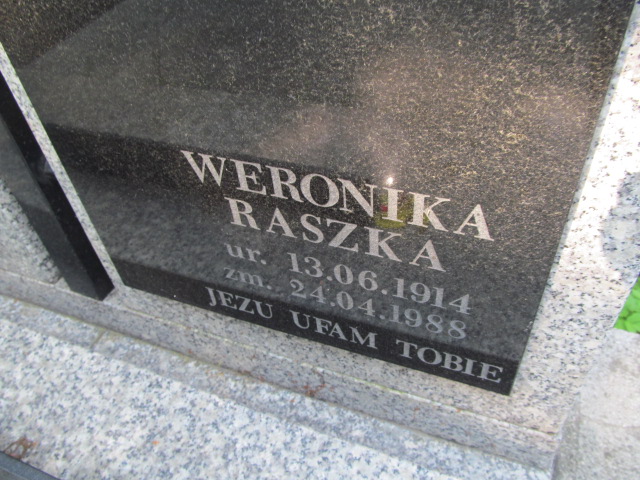 WERONIKA
RASZKA
ur. 13.06.1914
zm. 24.04.1988
JEZU UFAM TOBIE